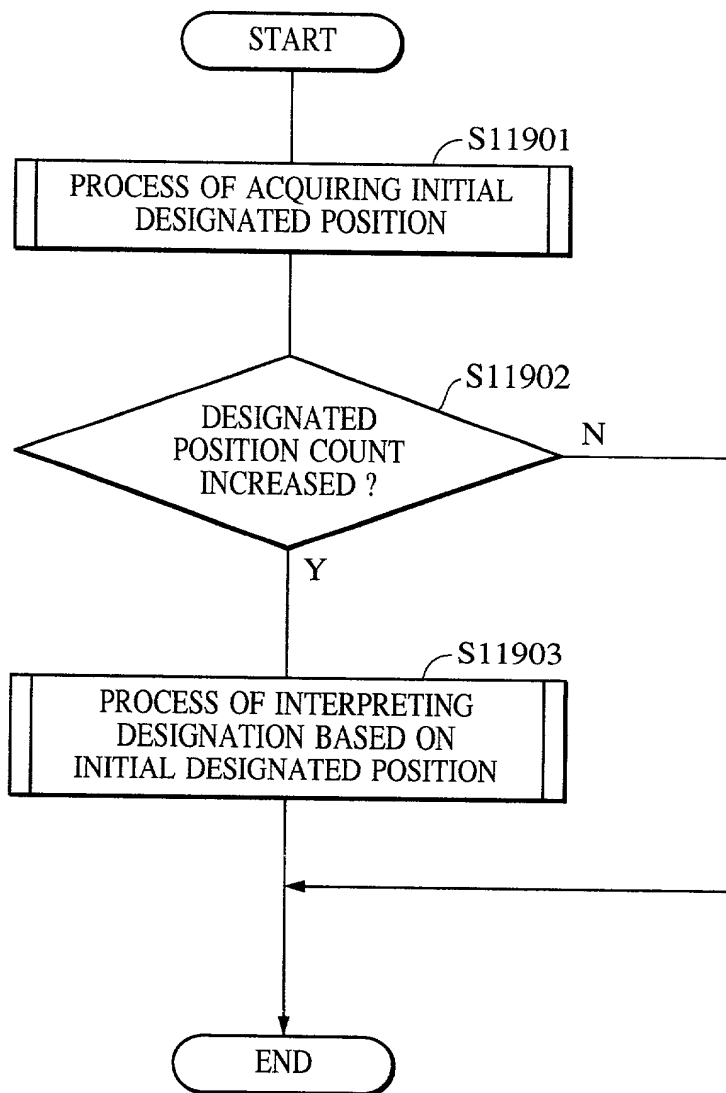 START
S11901
PROCESS OF ACQUIRING INITIAL
DESIGNATED POSITION
S11902
DESIGNATED
POSITION COUNT
INCREASED ?
N
Y
S11903
PROCESS OF INTERPRETING
DESIGNATION BASED ON
INITIAL DESIGNATED POSITION
END